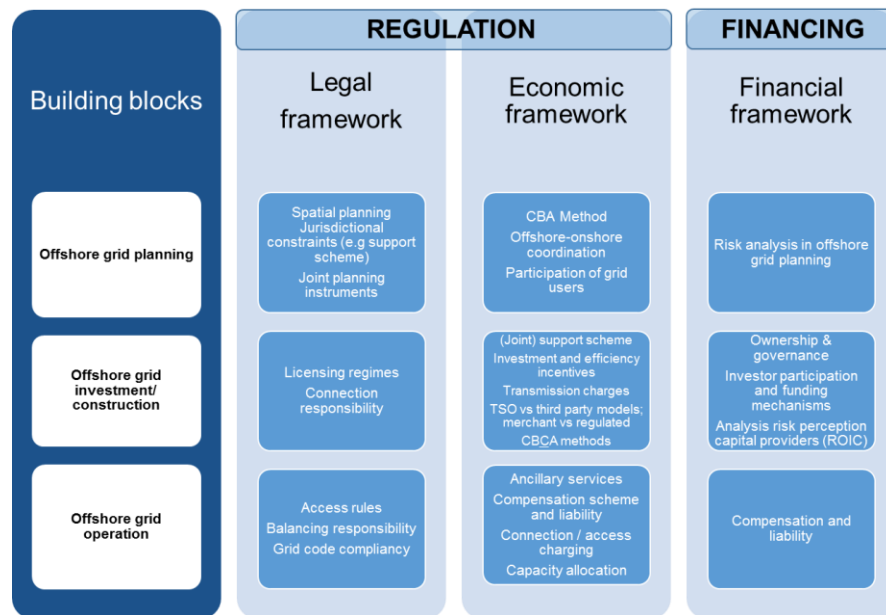 REGULATION
FINANCING
Building blocks
Legal
framework
Economic
framework
Financial
framework
Offshore grid planning
Spatial planning
Jurisdictional
constraints (e.g support
scheme)
Joint planning
instruments
CBA Method
Offshore-onshore
coordination
Participation of grid
users
Risk analysis in offshore
grid planning
Offshore grid
investment/
construction
Licensing regimes
Connection
responsibility
(Joint) support scheme
Investment and efficiency
incentives
Transmission charges
TSO vs third party models;
merchant vs regulated
CBCA methods
Ownership &
governance
Investor participation
and funding
mechanisms
Analysis risk perception
capital providers (ROIC)
Offshore grid
operation
Access rules
Balancing responsibility
Grid code compliancy
Ancillary services
Compensation scheme
and liability
Connection / access
charging
Capacity allocation
Compensation and
liability